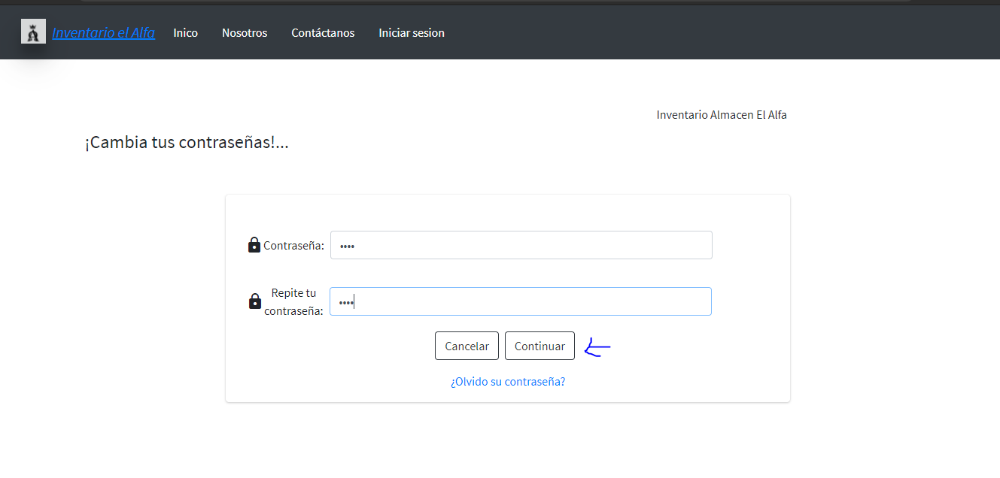 Inventario el Alfa Inico Nosotros Contáctanos Iniciar sesion
Inventario Almacen El Alfa
¡Cambia tus contraseñas!...
Contraseña: ••••
Repite tu
contraseña: ••••
Cancelar Continuar
¿Olvido su contraseña?